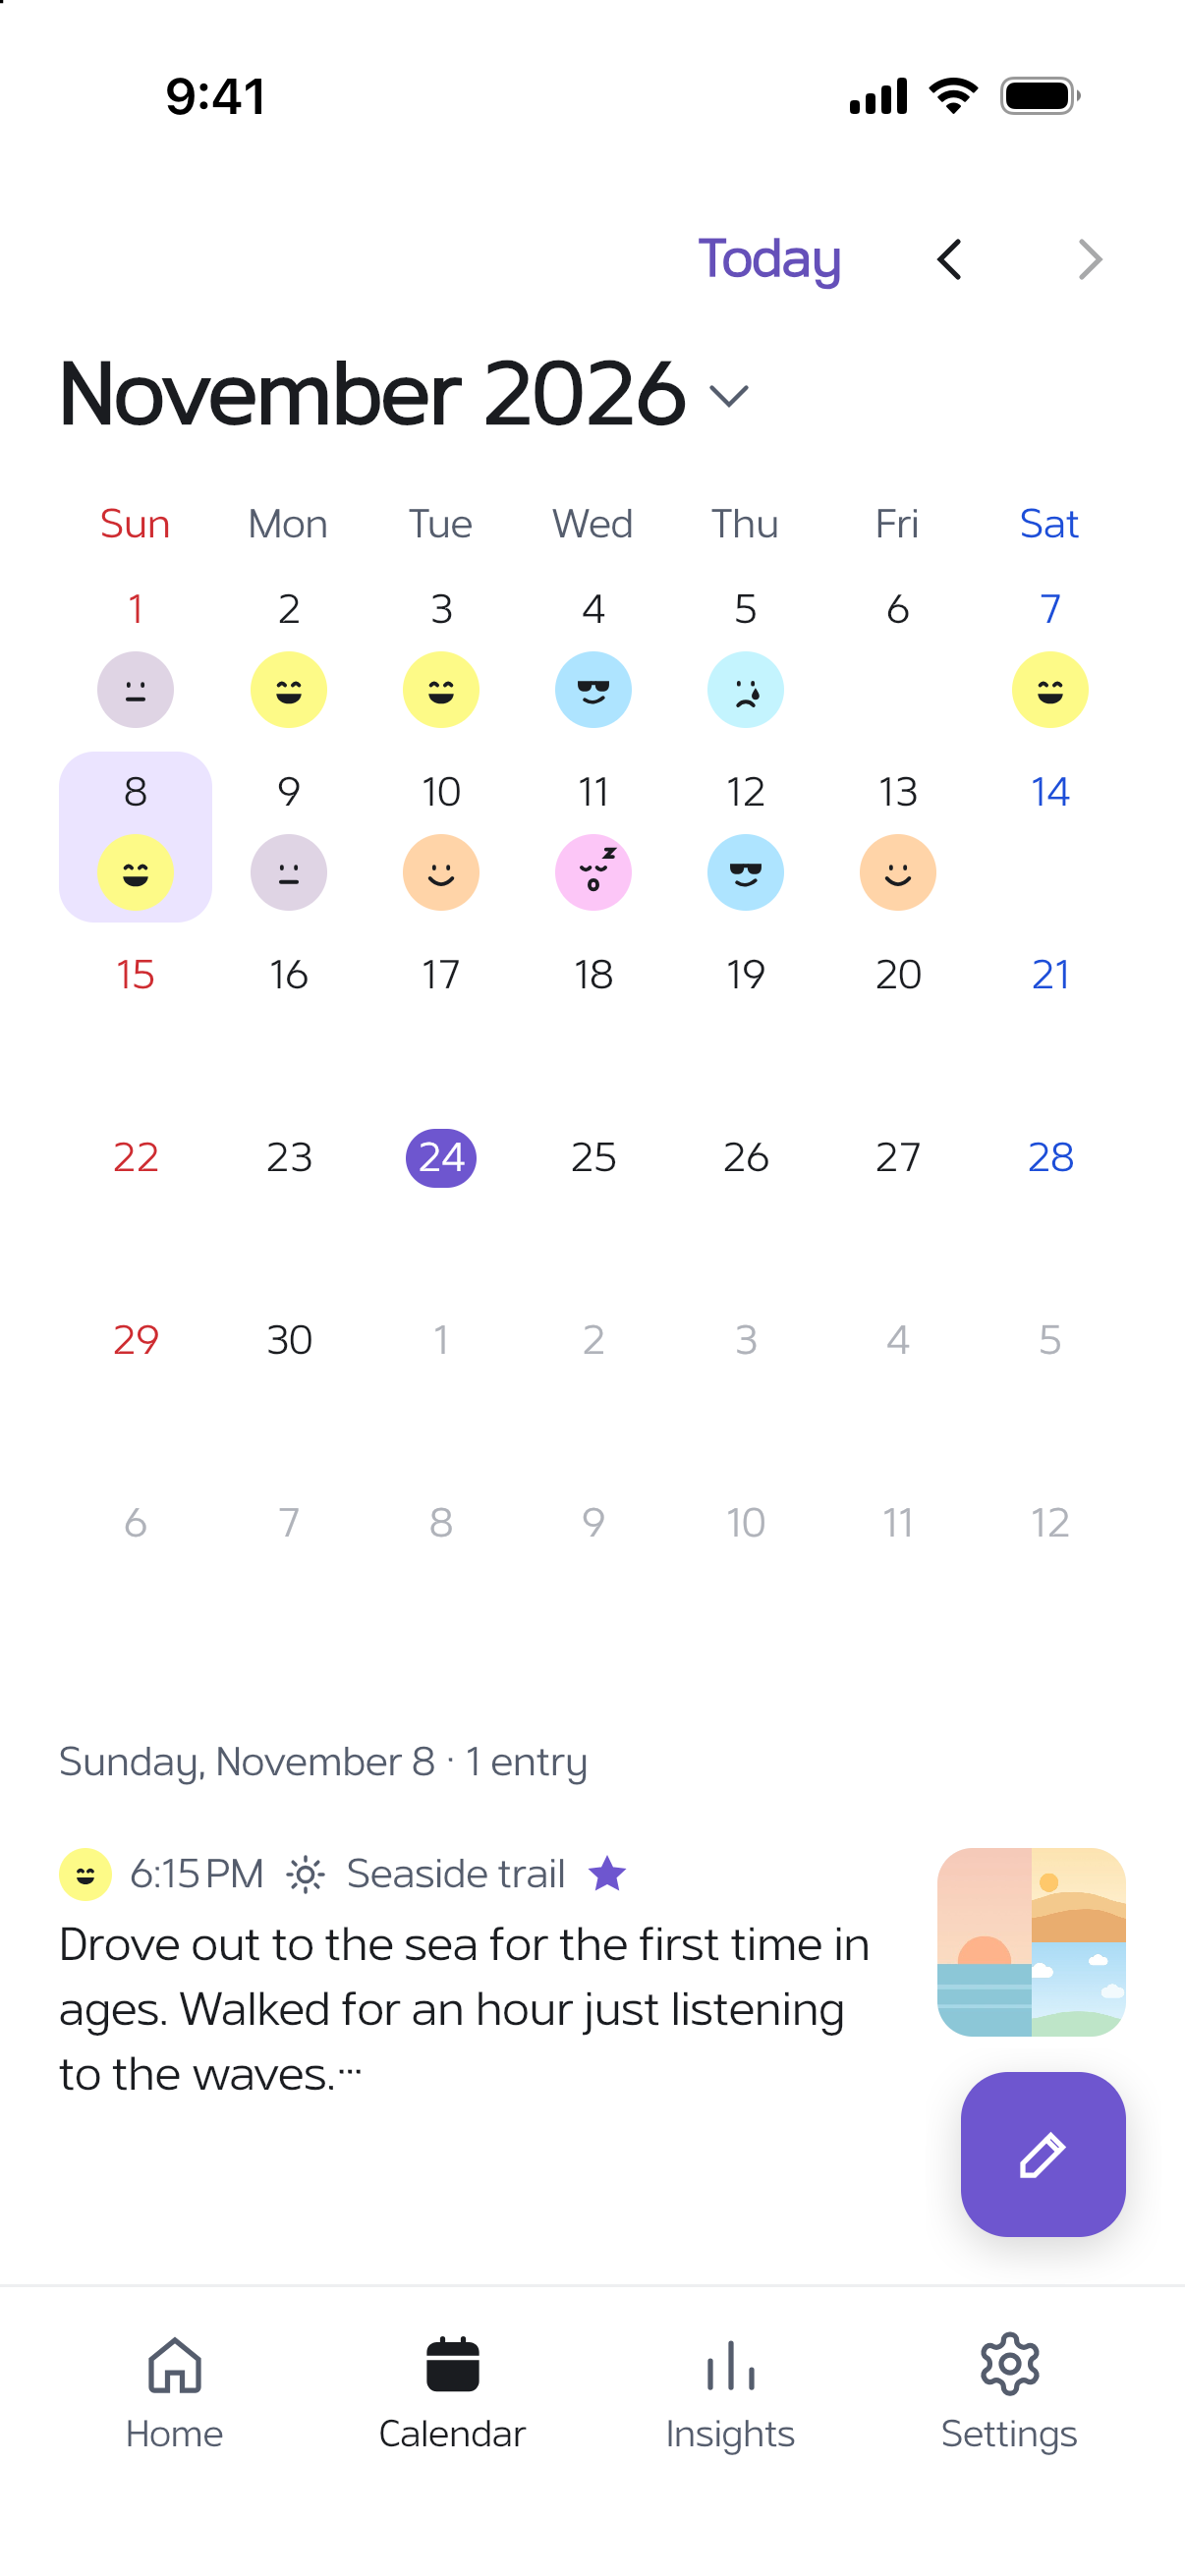 9:41
Today
November 2026
Sun Mon Tue Wed Thu Fri Sat
1 2 3 4 5 6 7
8 9 10 11 12 13 14
15 16 17 18 19 20 21
22 23 24 25 26 27 28
29 30 1 2 3 4 5
6 7 8 9 10 11 12
Sunday, November 8 · 1 entry
6:15 PM Seaside trail
Drove out to the sea for the first time in
ages. Walked for an hour just listening
to the waves.…
Home Calendar Insights Settings